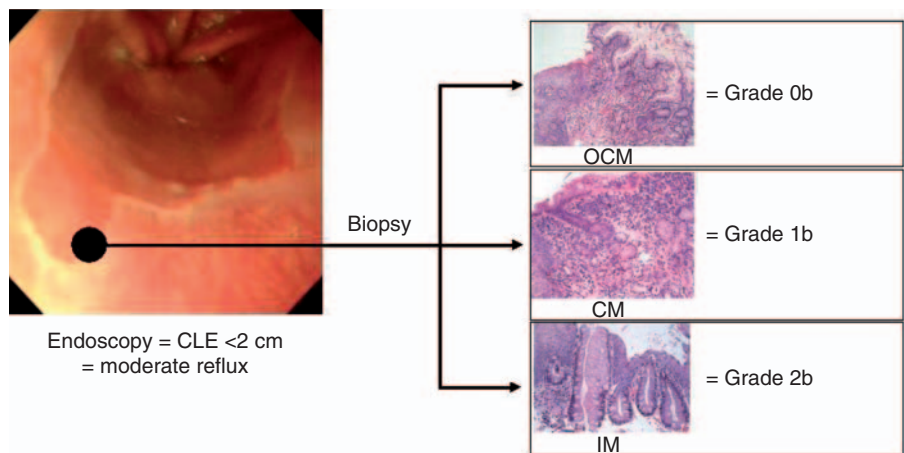 Endoscopy = CLE <2 cm
= moderate reflux
Biopsy
= Grade 0b
OCM
= Grade 1b
CM
= Grade 2b
IM